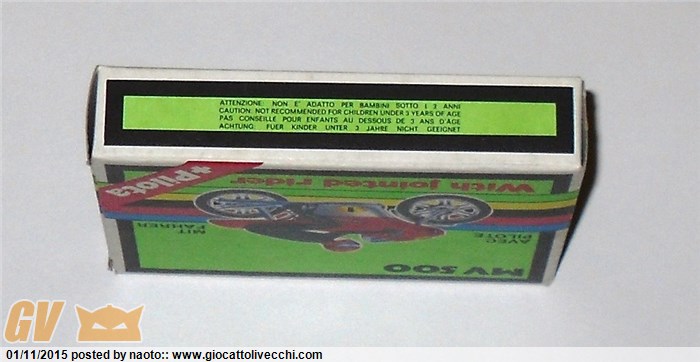 ATTENZIONE: NON E' ADATTO PER BAMBINI SOTTO I 3 ANNI
CAUTION: NOT RECOMMENDED FOR CHILDREN UNDER 3 YEARS OF AGE
PAS CONSEILLE POUR ENFANTS AU DESSOUS DE 3 ANS D'ÂGE
ACHTUNG: FUER KINDER UNTER 3 JAHRE NICHT GEEIGNET
+Pilota
With jointed rider
MIT FAHRER
AVEC PILOTE
MV 500
GV
01/11/2015 posted by naoto:: www.giocattolivecchi.com